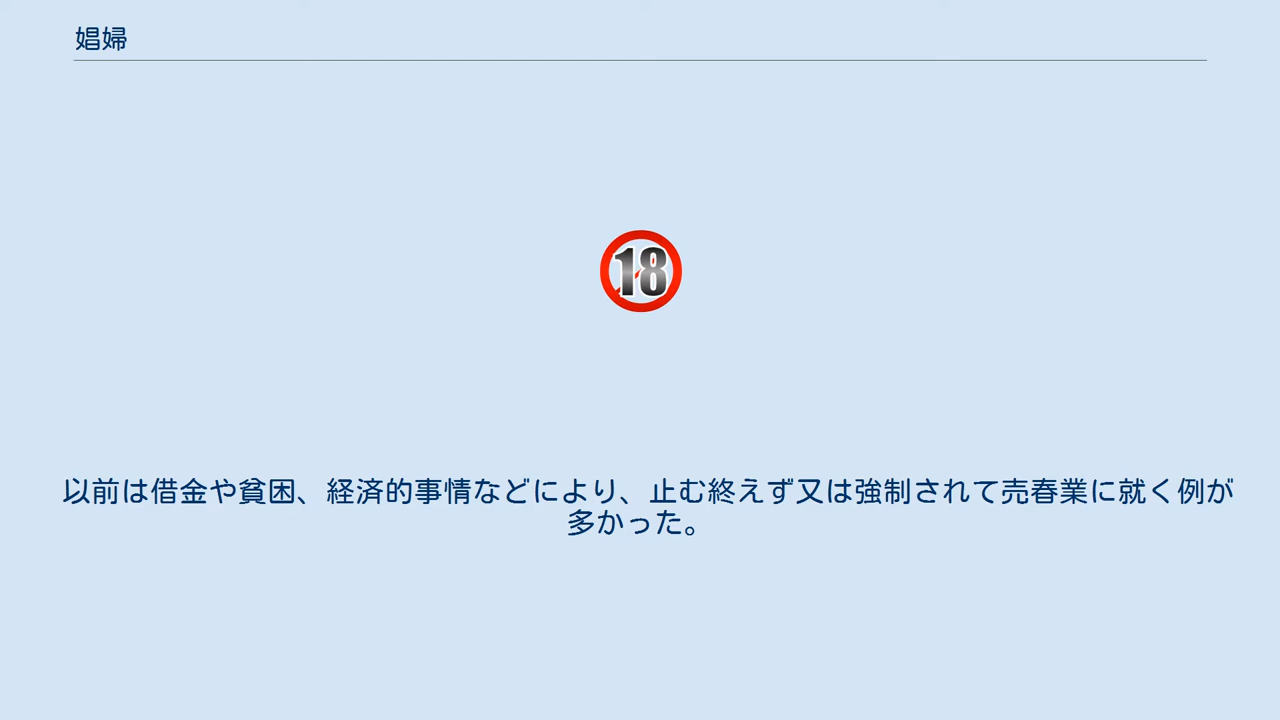 娼婦
18
以前は借金や貧困、経済的事情などにより、止む終えず又は強制されて売春業に就く例が
多かった。